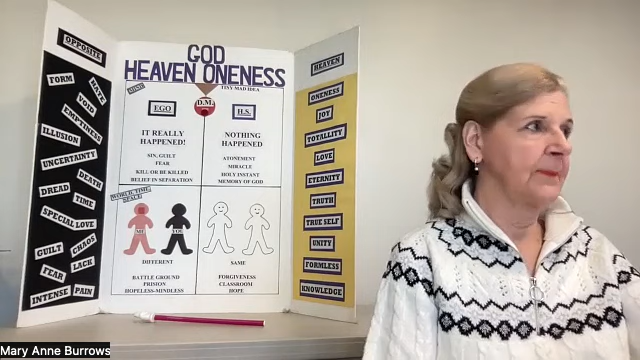 OPPOSITE
FORM
HATE
VOID
EMPTINESS
ILLUSION
UNCERTAINTY
DEATH
DREAD
TIME
SPECIAL LOVE
GUILT
CHAOS
LACK
FEAR
INTENSE
PAIN
GOD
HEAVEN ONENESS
MIND
TINY MAD IDEA
EGO
D.M.
H.S.
IT REALLY
HAPPENED!
SIN, GUILT
FEAR
KILL OR BE KILLED
BELIEF IN SEPARATION
NOTHING
HAPPENED
ATONEMENT
MIRACLE
HOLY INSTANT
MEMORY OF GOD
WORLD/TIME
SPACE
ME
YOU
DIFFERENT
BATTLE GROUND
PRISION
HOPELESS-MINDLESS
SAME
FORGIVENESS
CLASSROOM
HOPE
HEAVEN
ONENESS
JOY
TOTALLITY
LOVE
ETERNITY
TRUTH
TRUE SELF
UNITY
FORMLESS
KNOWLEDGE
Mary Anne Burrows